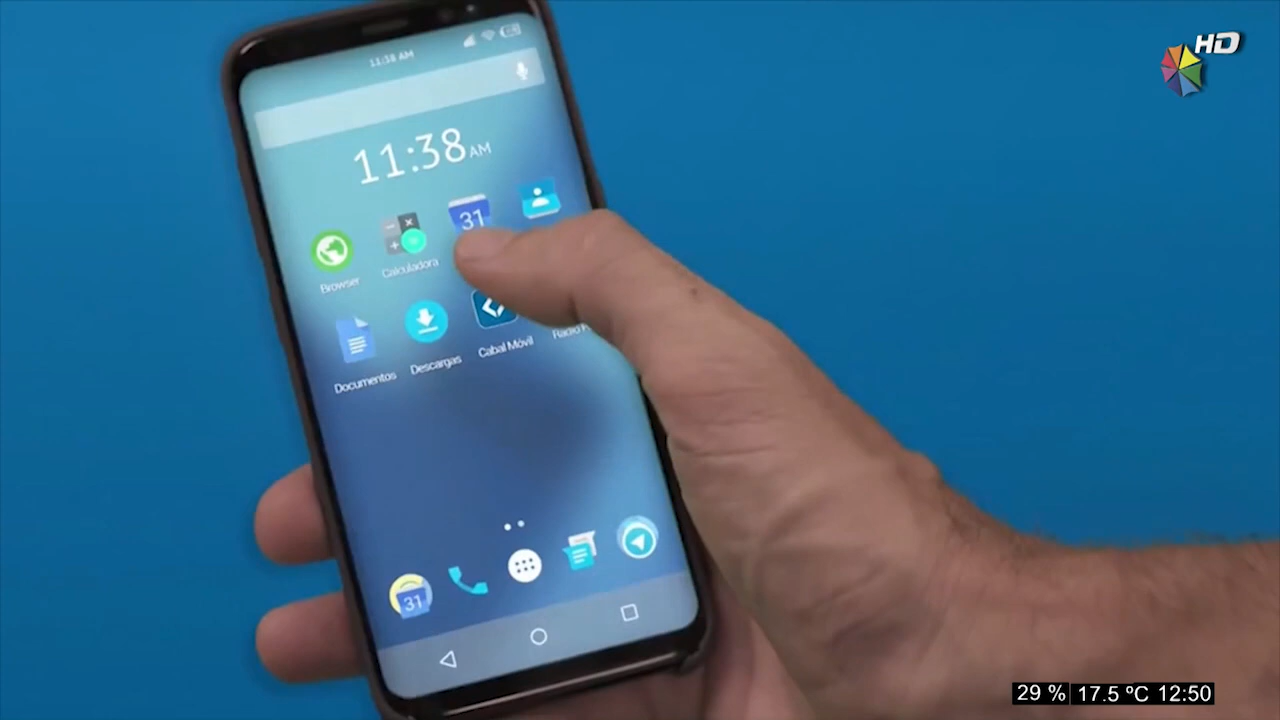 HD
11:38 AM
11:38 AM
31
Browser
Calculadora
Documentos
Descargas
Cabal Móvil
Radio
31
29 % 17.5 ºC 12:50